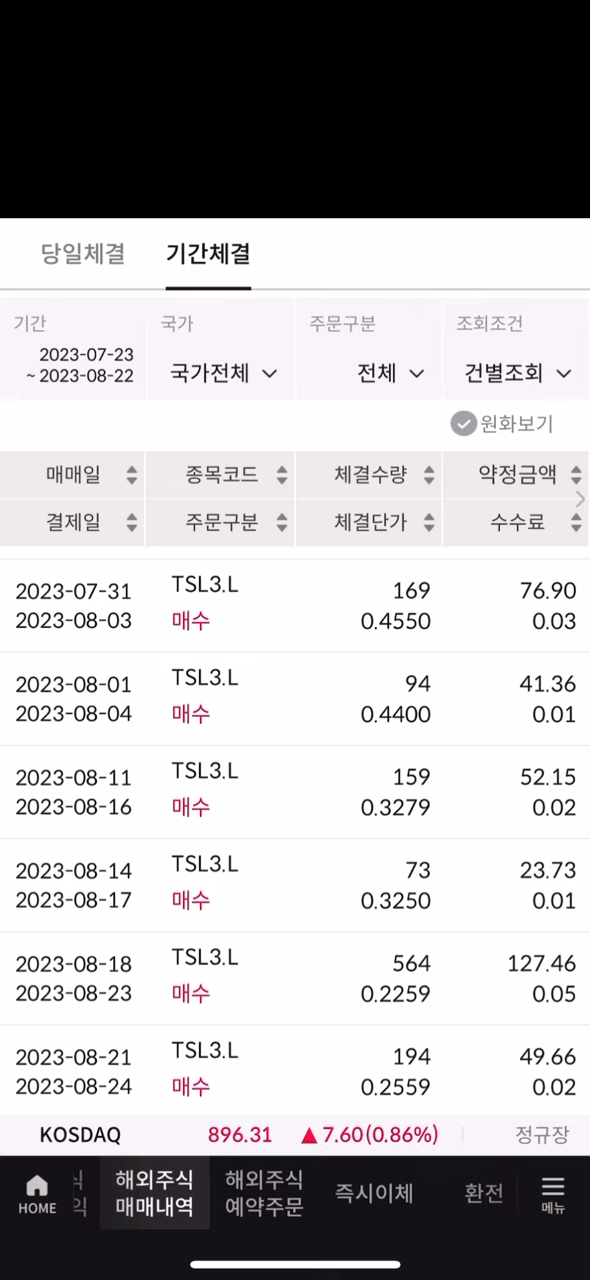 당일체결 기간체결
기간 국가 주문구분 조회조건
2023-07-23
~ 2023-08-22 국가전체 전체 건별조회
원화보기
매매일 종목코드 체결수량 약정금액
결제일 주문구분 체결단가 수수료
2023-07-31 TSL3.L 169 76.90
2023-08-03 매수 0.4550 0.03
2023-08-01 TSL3.L 94 41.36
2023-08-04 매수 0.4400 0.01
2023-08-11 TSL3.L 159 52.15
2023-08-16 매수 0.3279 0.02
2023-08-14 TSL3.L 73 23.73
2023-08-17 매수 0.3250 0.01
2023-08-18 TSL3.L 564 127.46
2023-08-23 매수 0.2259 0.05
2023-08-21 TSL3.L 194 49.66
2023-08-24 매수 0.2559 0.02
KOSDAQ 896.31 ▲ 7.60(0.86%) 정규장
해외주식 해외주식 즉시이체 환전
매매내역 예약주문
HOME 메뉴